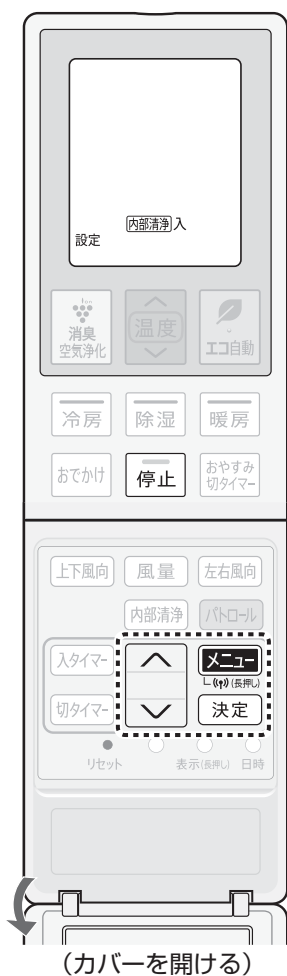 内部清浄 入
設定
Ion
消臭
空気浄化
温度
エコ自動
冷房
除湿
暖房
おでかけ
停止
おやすみ
切タイマー
上下風向
風量
左右風向
内部清浄
パトロール
入タイマー
メニュー
(長押し)
切タイマー
決定
リセット
表示(長押し)
日時
(カバーを開ける)